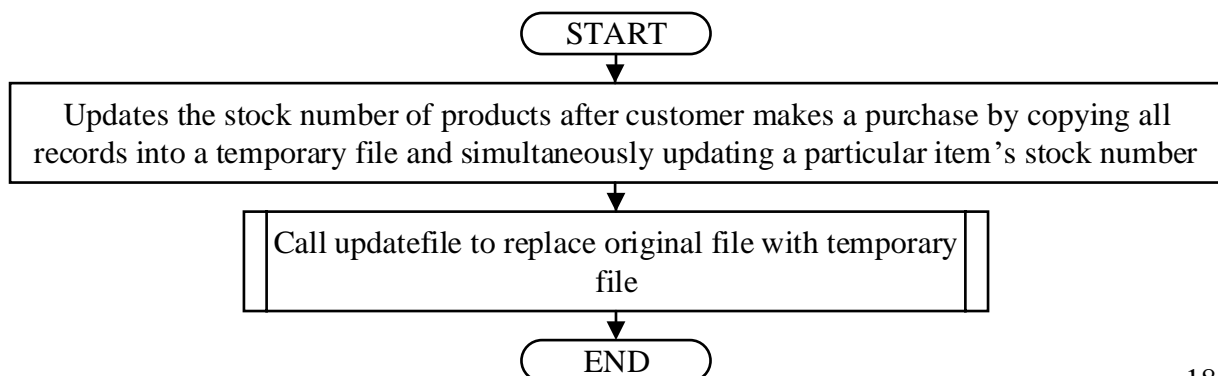 START
Updates the stock number of products after customer makes a purchase by copying all
records into a temporary file and simultaneously updating a particular item’s stock number
Call updatefile to replace original file with temporary
file
END
18